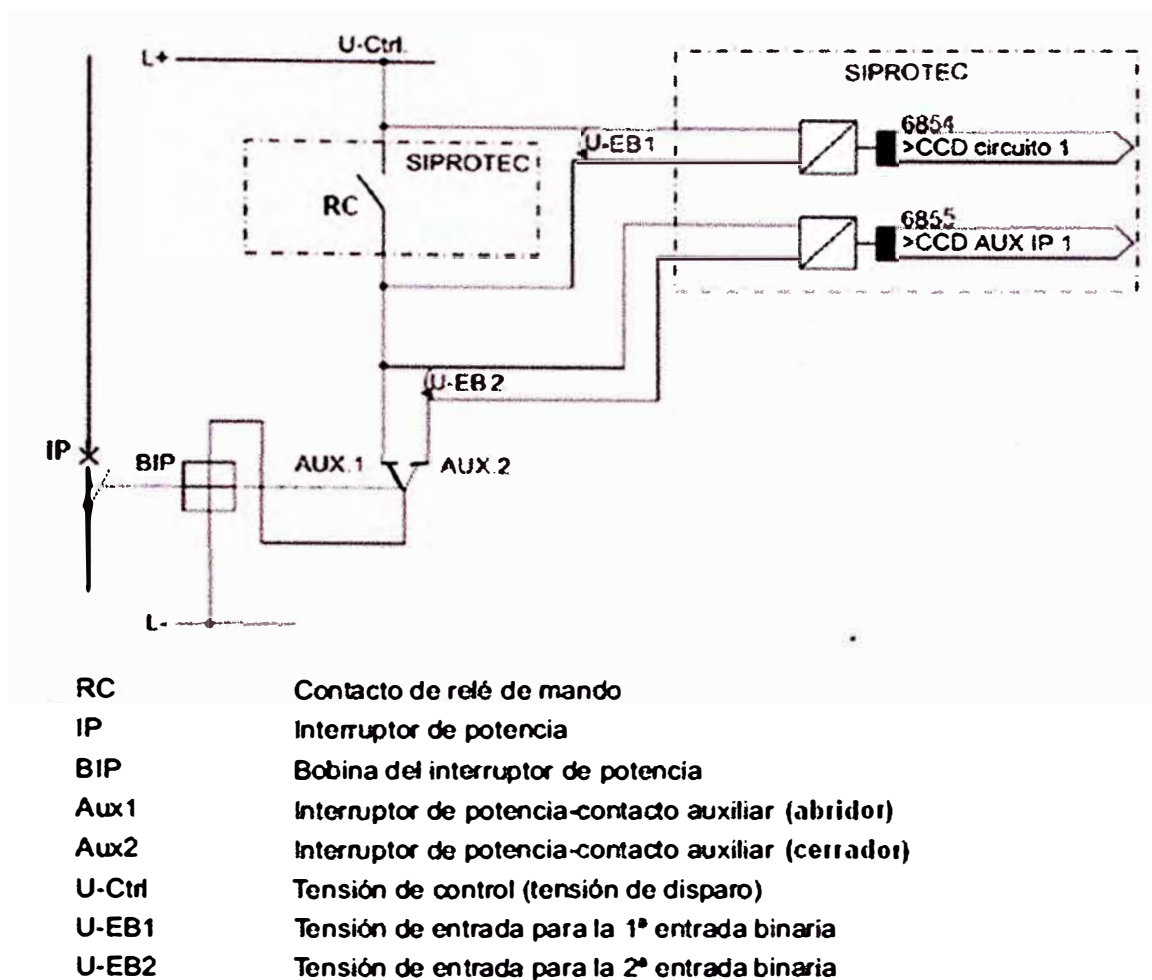 U-Ctrl.
L+
SIPROTEC
6854
>CCD circuito 1
U-EB1
SIPROTEC
RC
6855
>CCD AUX IP 1
U-EB2
IP
BIP
AUX.1
AUX.2
L-
RC Contacto de relé de mando
IP Interruptor de potencia
BIP Bobina del interruptor de potencia
Aux1 Interruptor de potencia-contacto auxiliar (abridor)
Aux2 Interruptor de potencia-contacto auxiliar (cerrador)
U-Ctrl Tensión de control (tensión de disparo)
U-EB1 Tensión de entrada para la 1ª entrada binaria
U-EB2 Tensión de entrada para la 2ª entrada binaria